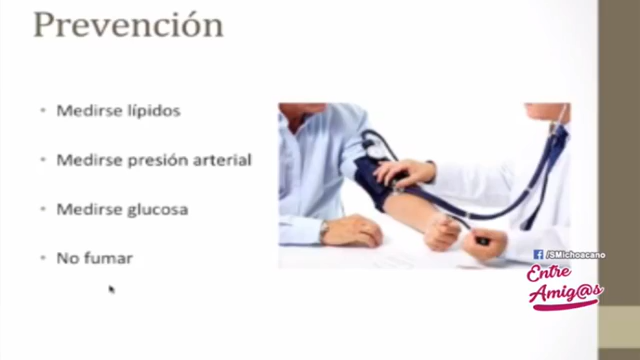 Prevención
• Medirse lípidos
• Medirse presión arterial
• Medirse glucosa
• No fumar
f /SMichoacano
Entre
Amig@s